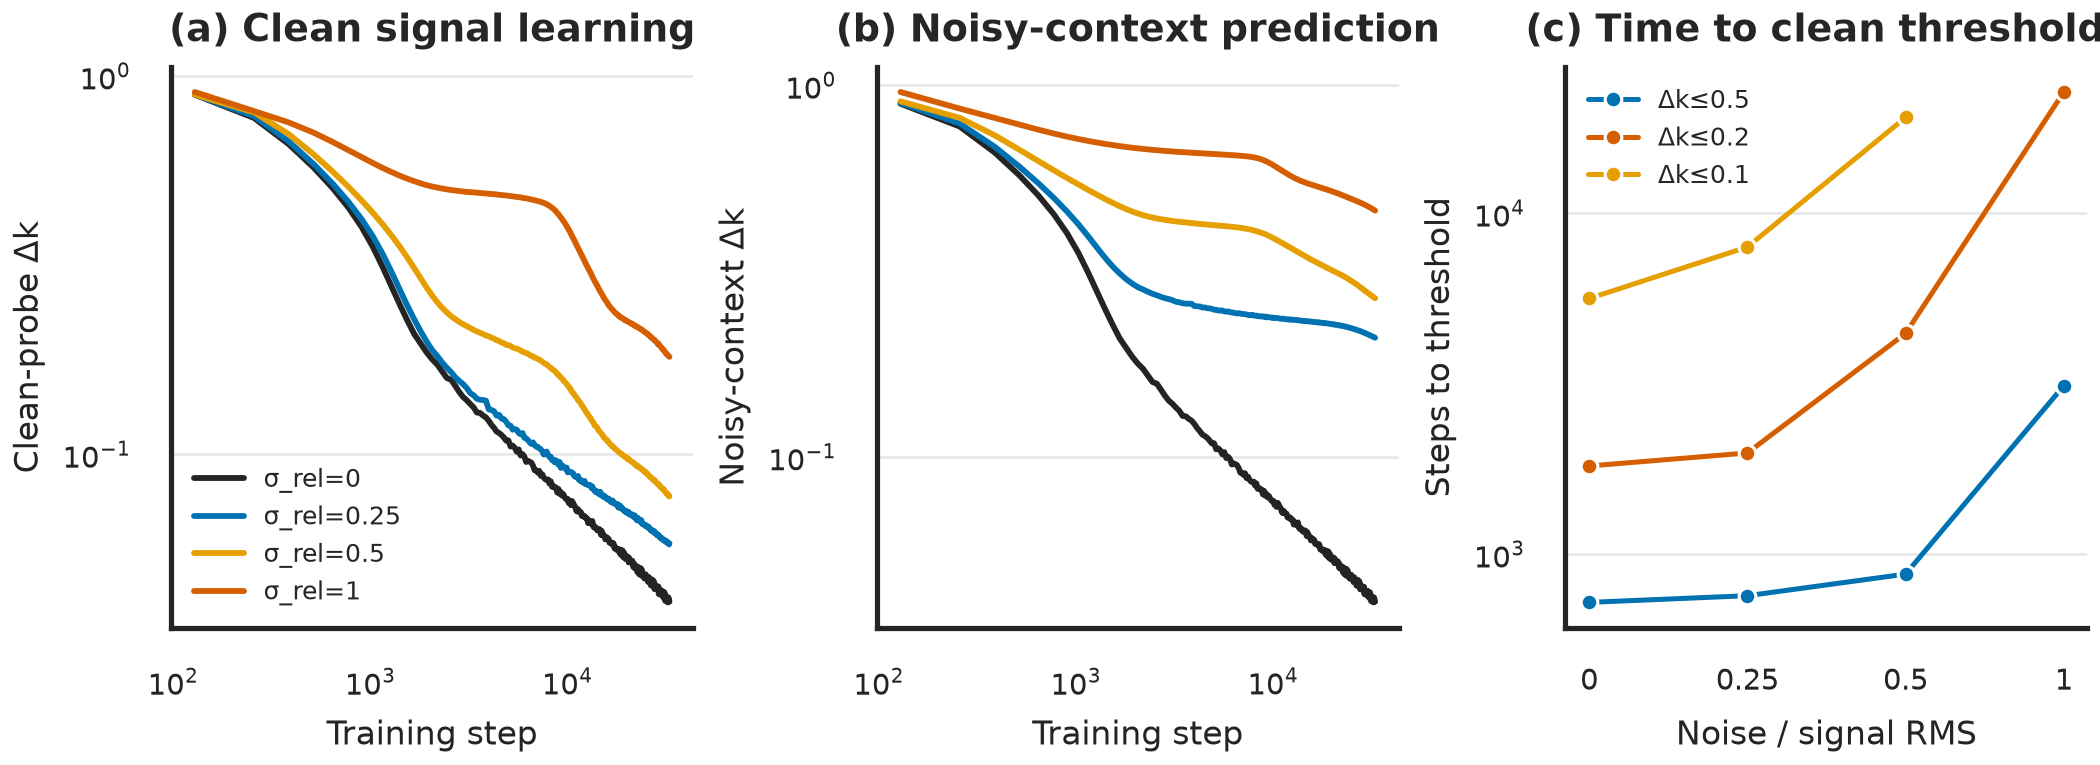 (a) Clean signal learning
Clean-probe Δk
10⁰
10⁻¹
σ_rel=0
σ_rel=0.25
σ_rel=0.5
σ_rel=1
10² 10³ 10⁴
Training step
(b) Noisy-context prediction
Noisy-context Δk
10⁰
10⁻¹
10² 10³ 10⁴
Training step
(c) Time to clean threshold
Steps to threshold
10⁴
10³
Δk≤0.5
Δk≤0.2
Δk≤0.1
0 0.25 0.5 1
Noise / signal RMS